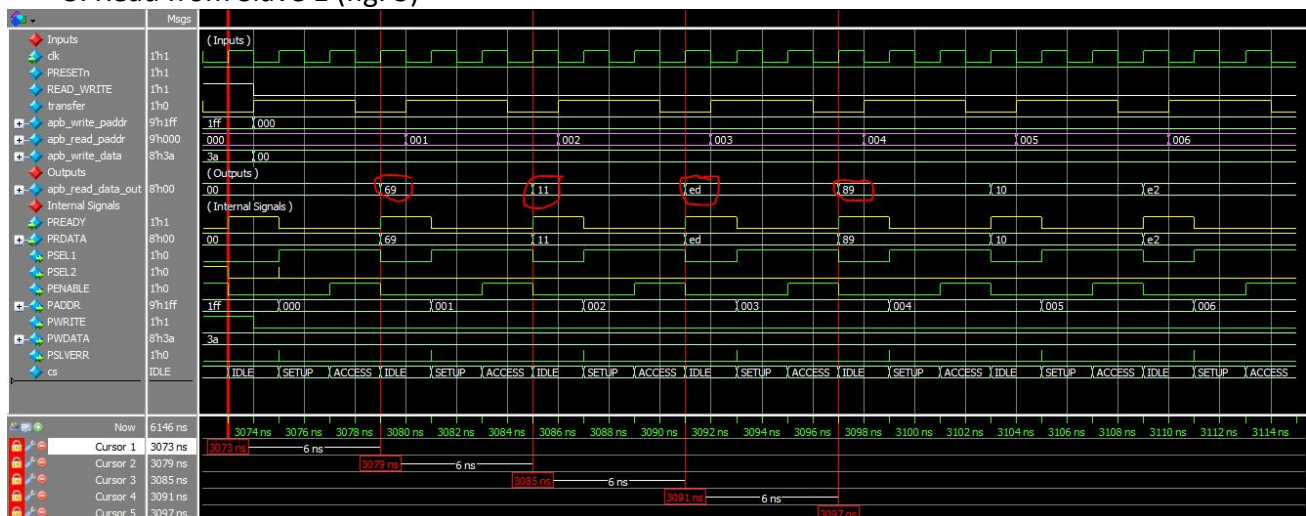 Msgs
Inputs (Inputs)
clk 1'h1
PRESETn 1'h1
READ_WRITE 1'h1
transfer 1'h0
apb_write_paddr 9'h1ff 1ff 000
apb_read_paddr 9'h000 000 001 002 003 004 005 006
apb_write_data 8'h3a 3a 00
Outputs (Outputs)
apb_read_data_out 8'h00 00 69 11 ed 89 10 e2
Internal Signals (Internal Signals)
PREADY 1'h1
PRDATA 8'h00 00 69 11 ed 89 10 e2
PSEL1 1'h0
PSEL2 1'h0
PENABLE 1'h0
PADDR 9'h1ff 1ff 000 001 002 003 004 005 006
PWRITE 1'h1
PWDATA 8'h3a 3a
PSLVERR 1'h0
cs IDLE IDLE SETUP ACCESS IDLE SETUP ACCESS IDLE SETUP ACCESS IDLE SETUP ACCESS IDLE SETUP ACCESS IDLE SETUP ACCESS IDLE SETUP ACCESS
Now 6146 ns 3074 ns 3076 ns 3078 ns 3080 ns 3082 ns 3084 ns 3086 ns 3088 ns 3090 ns 3092 ns 3094 ns 3096 ns 3098 ns 3100 ns 3102 ns 3104 ns 3106 ns 3108 ns 3110 ns 3112 ns 3114 ns
Cursor 1 3073 ns 3073 ns 6 ns
Cursor 2 3079 ns 3079 ns 6 ns
Cursor 3 3085 ns 3085 ns 6 ns
Cursor 4 3091 ns 3091 ns 6 ns
Cursor 5 3097 ns 3097 ns